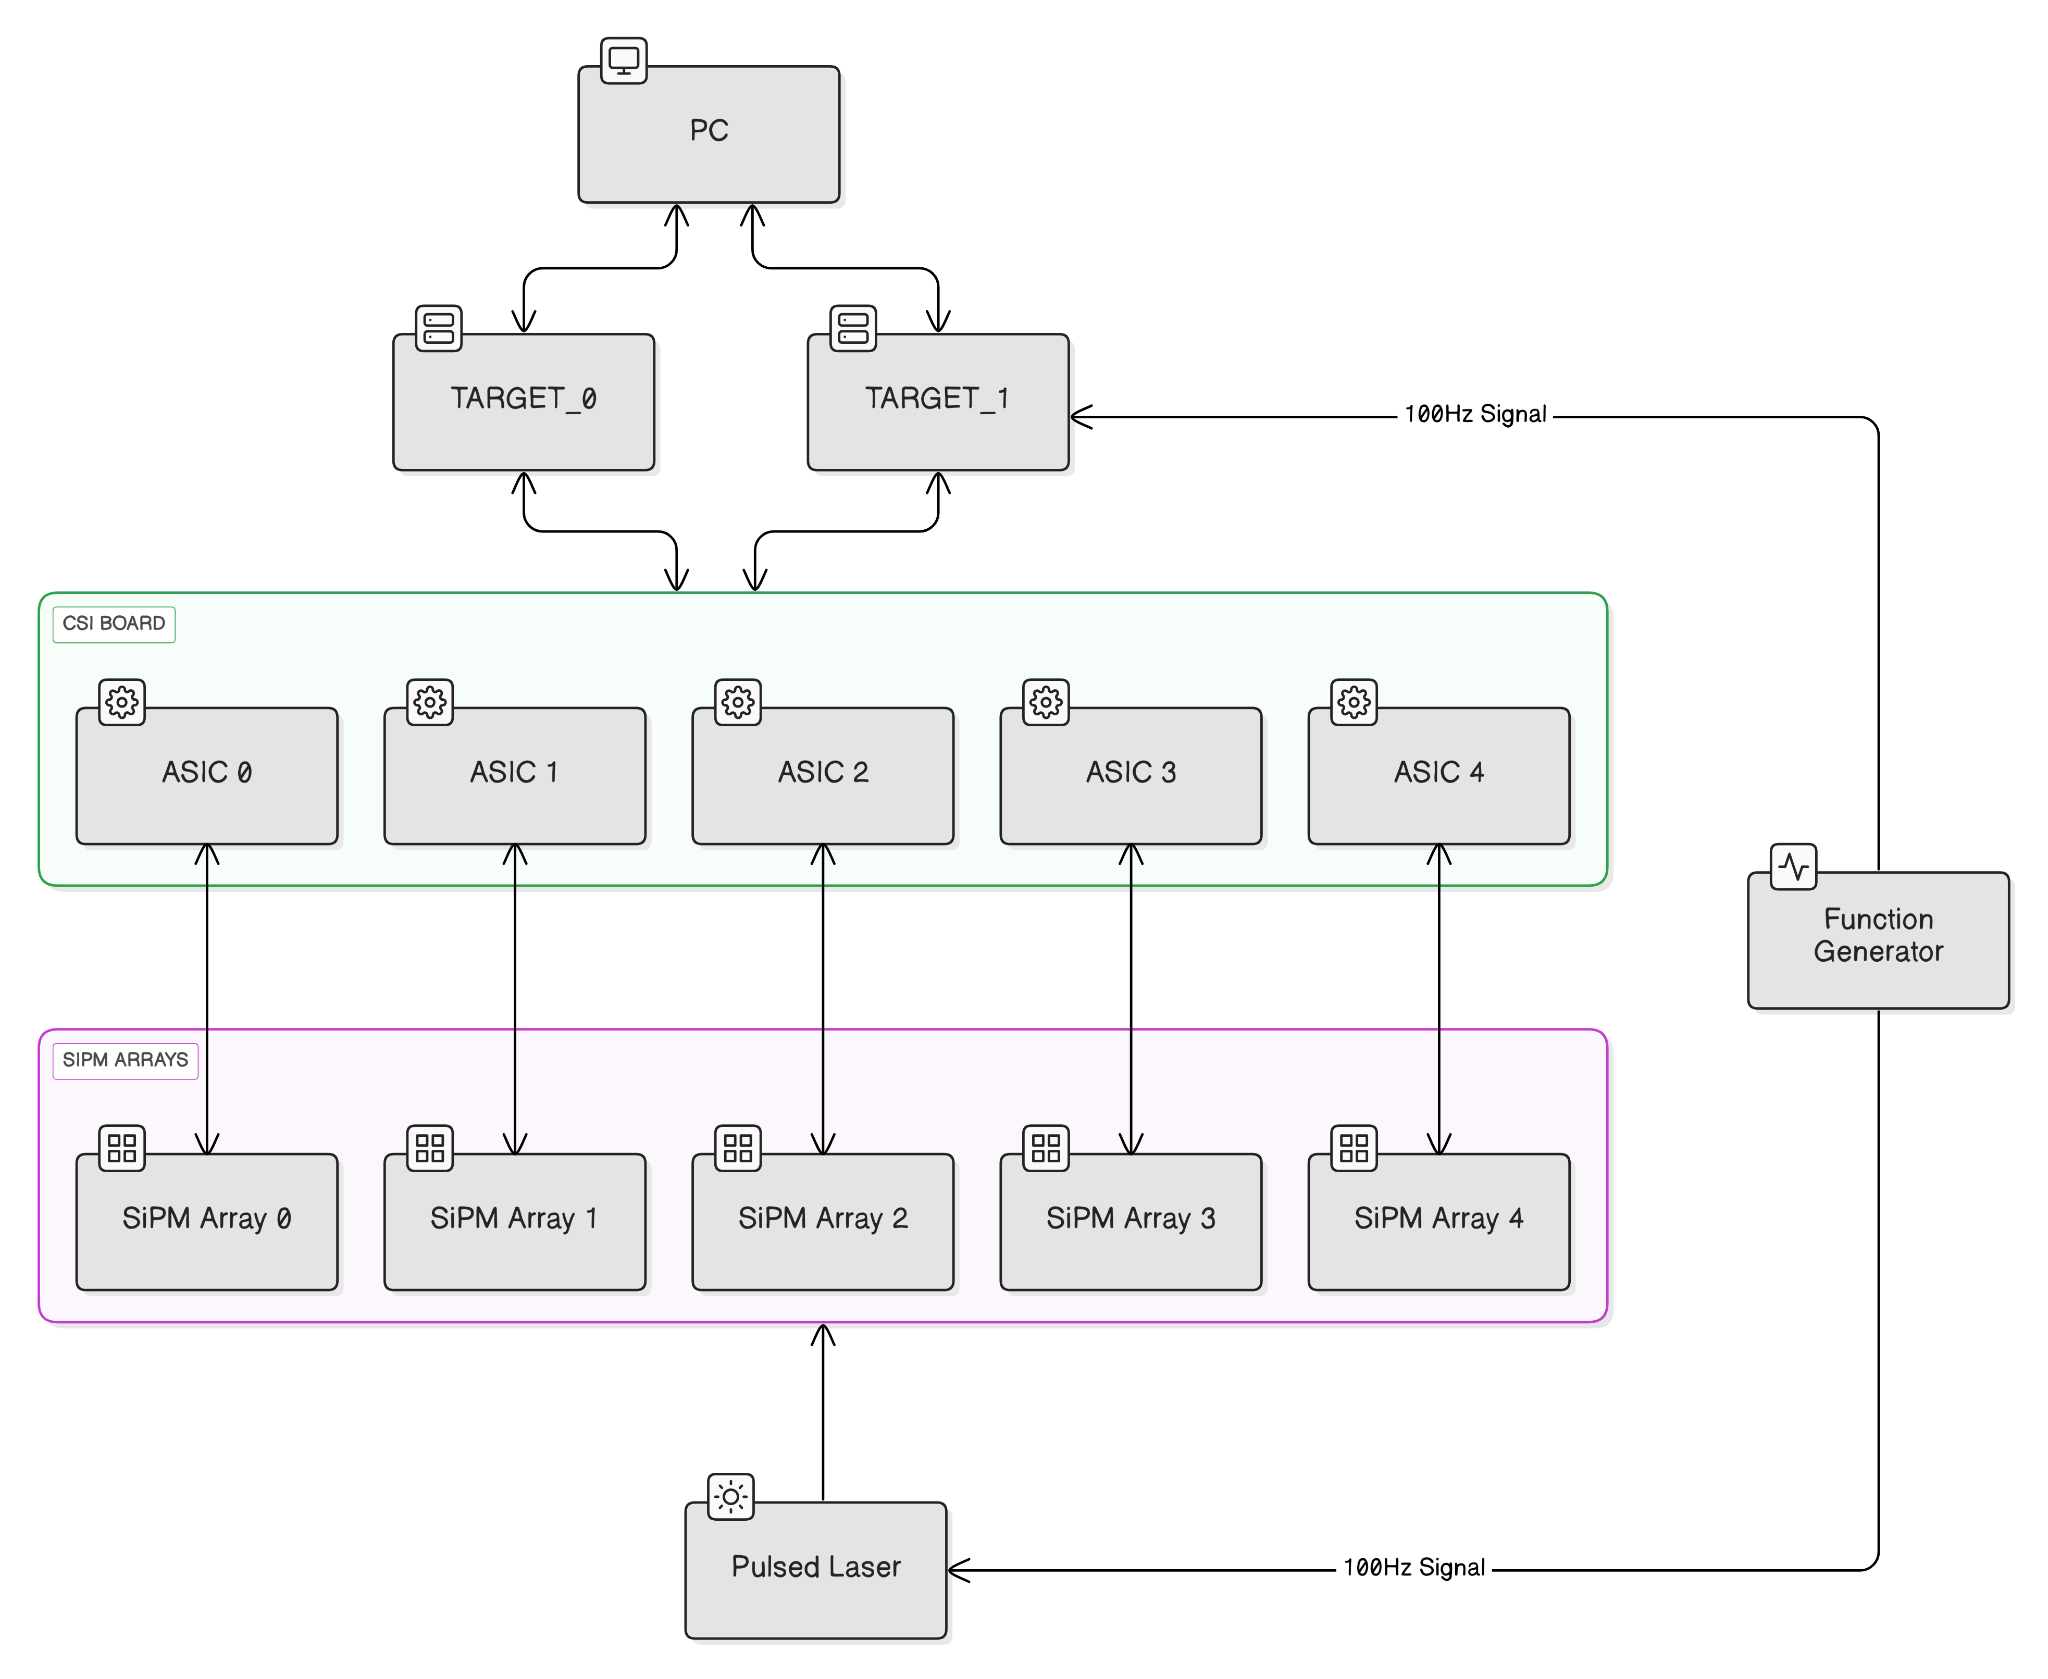 PC
TARGET_0
TARGET_1
100Hz Signal
CSI BOARD
ASIC 0
ASIC 1
ASIC 2
ASIC 3
ASIC 4
Function
Generator
SIPM ARRAYS
SiPM Array 0
SiPM Array 1
SiPM Array 2
SiPM Array 3
SiPM Array 4
Pulsed Laser
100Hz Signal